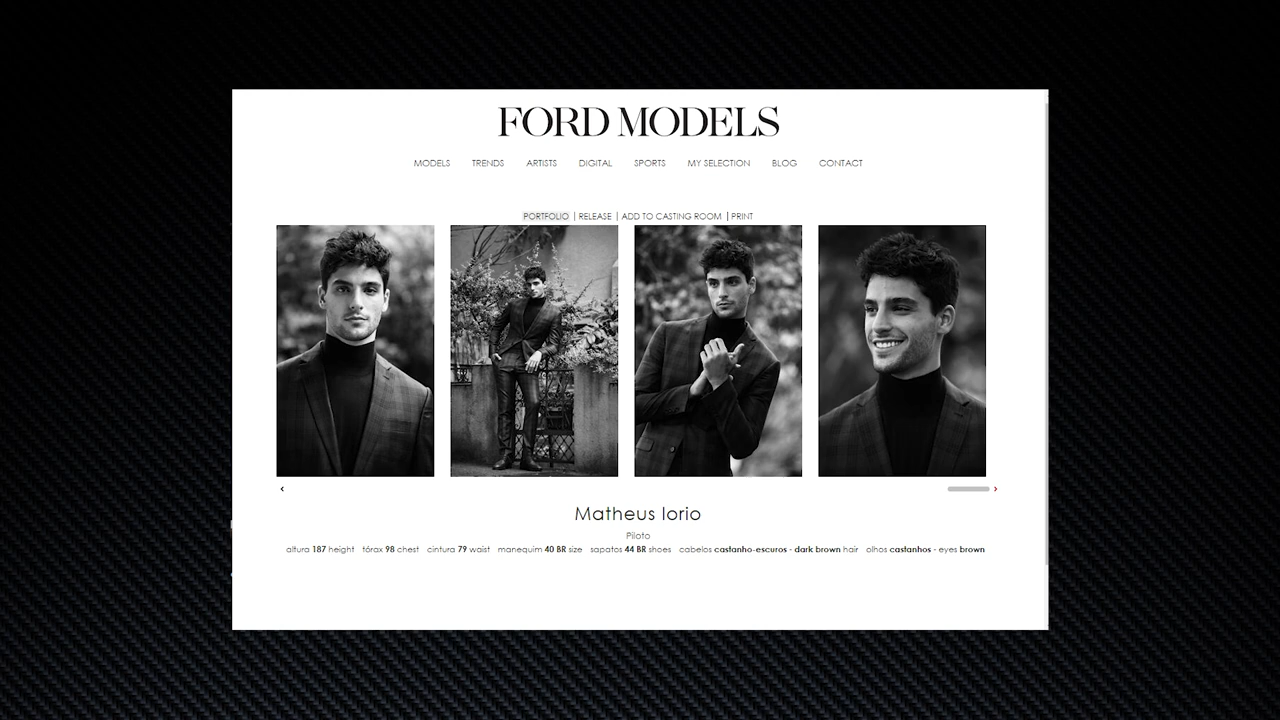 FORD MODELS
MODELS TRENDS ARTISTS DIGITAL SPORTS MY SELECTION BLOG CONTACT
PORTFOLIO | RELEASE | ADD TO CASTING ROOM | PRINT
Matheus Iorio
Piloto
altura 187 height tórax 98 chest cintura 79 waist manequim 40 BR size sapatos 44 BR shoes cabelos castanho-escuros - dark brown hair olhos castanhos - eyes brown